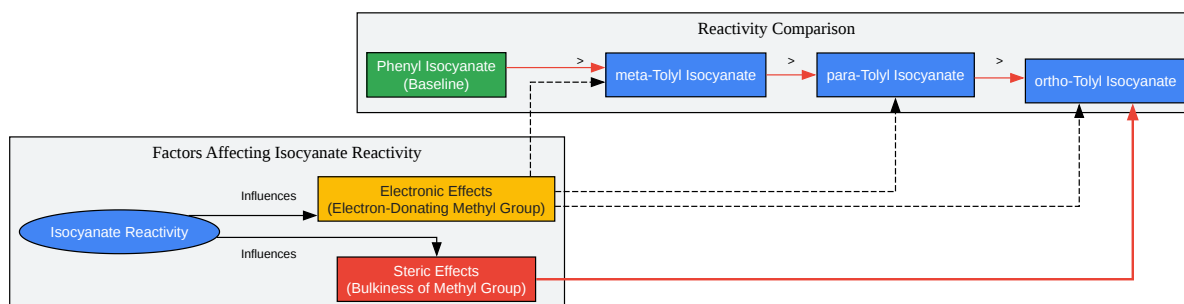 Reactivity Comparison
Phenyl Isocyanate
(Baseline)
>
meta-Tolyl Isocyanate
>
para-Tolyl Isocyanate
>
ortho-Tolyl Isocyanate
Factors Affecting Isocyanate Reactivity
Isocyanate Reactivity
Influences
Electronic Effects
(Electron-Donating Methyl Group)
Influences
Steric Effects
(Bulkiness of Methyl Group)